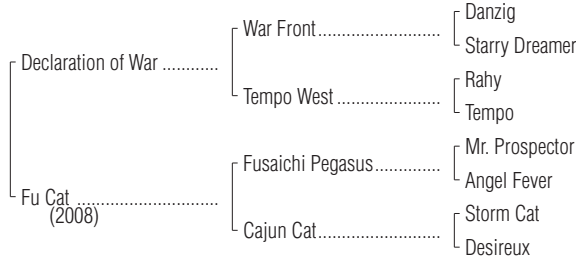 Danzig
War Front
Starry Dreamer
Declaration of War
Rahy
Tempo West
Tempo
Mr. Prospector
Fusaichi Pegasus
Angel Fever
Fu Cat
(2008)
Storm Cat
Cajun Cat
Desireux